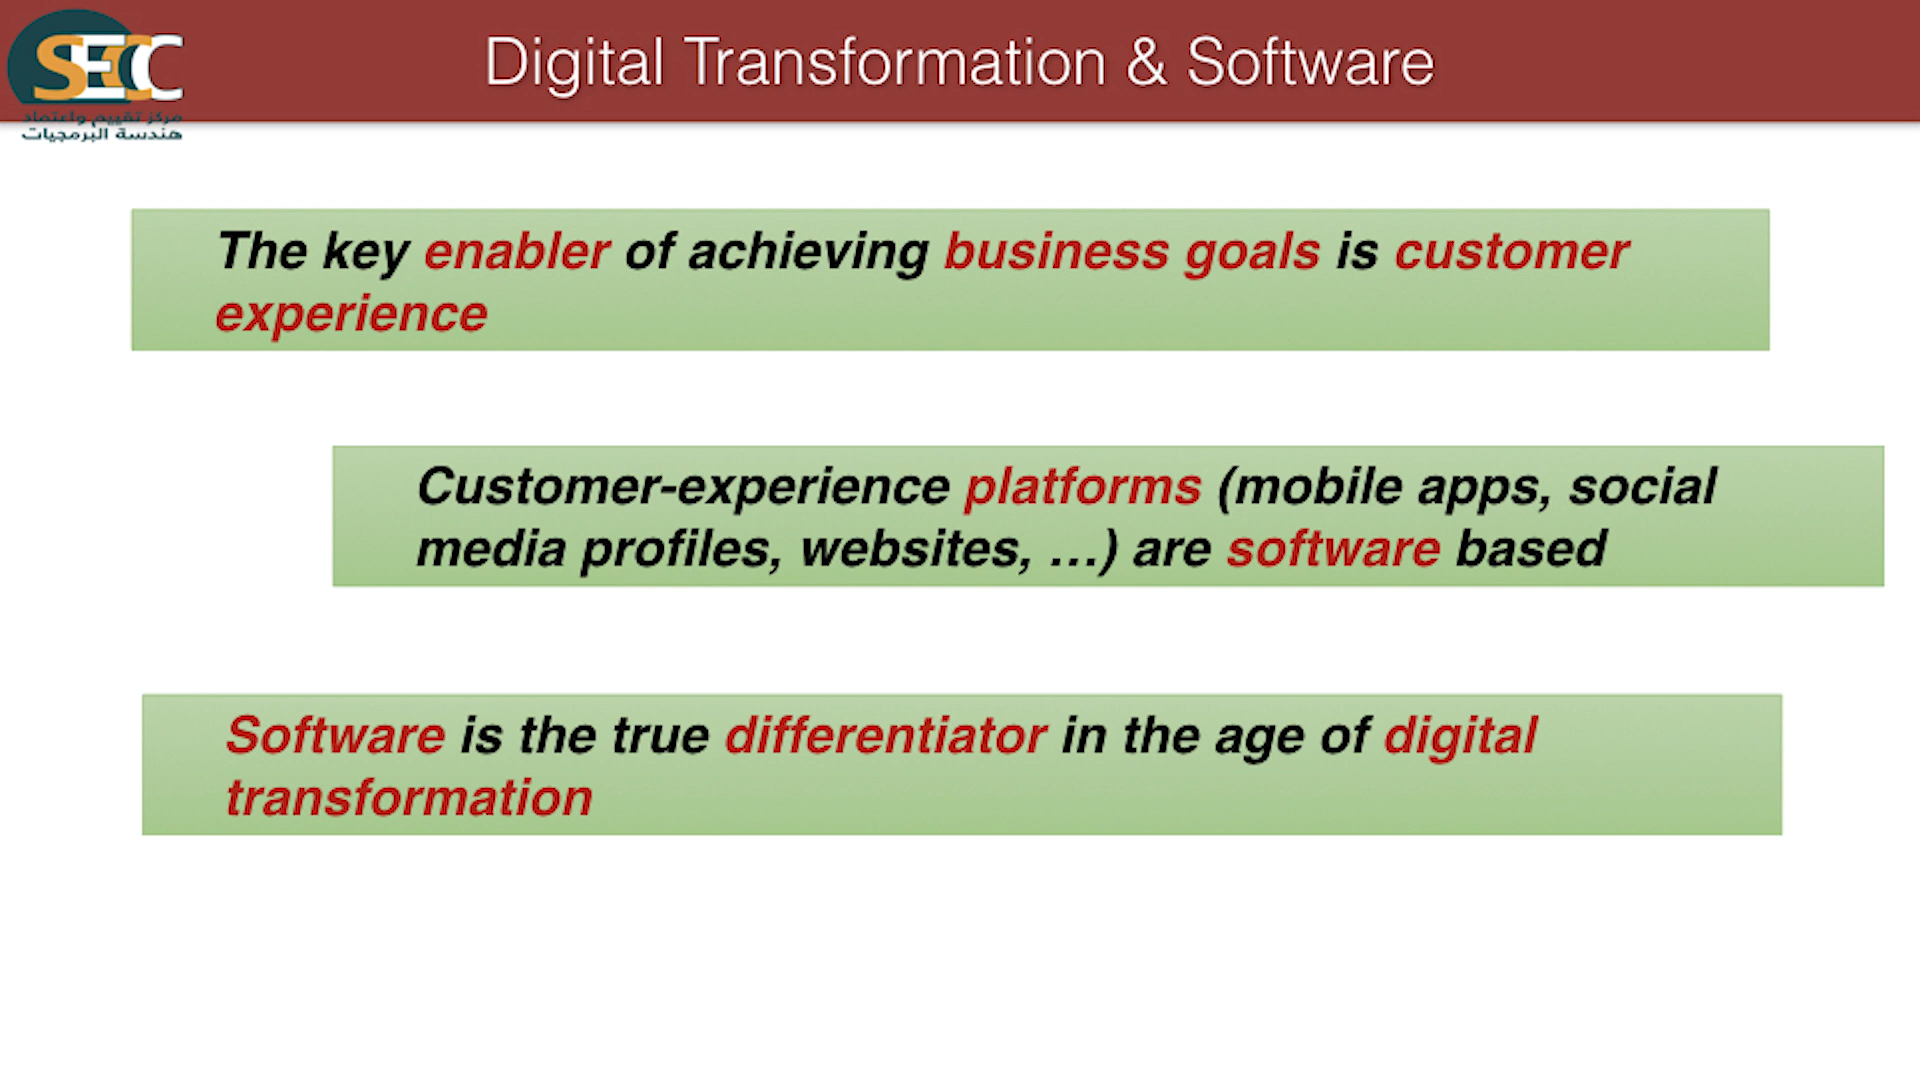 SECC
مركز تقييم واعتماد
هندسة البرمجيات
Digital Transformation & Software
The key enabler of achieving business goals is customer
experience
Customer-experience platforms (mobile apps, social
media profiles, websites, ...) are software based
Software is the true differentiator in the age of digital
transformation